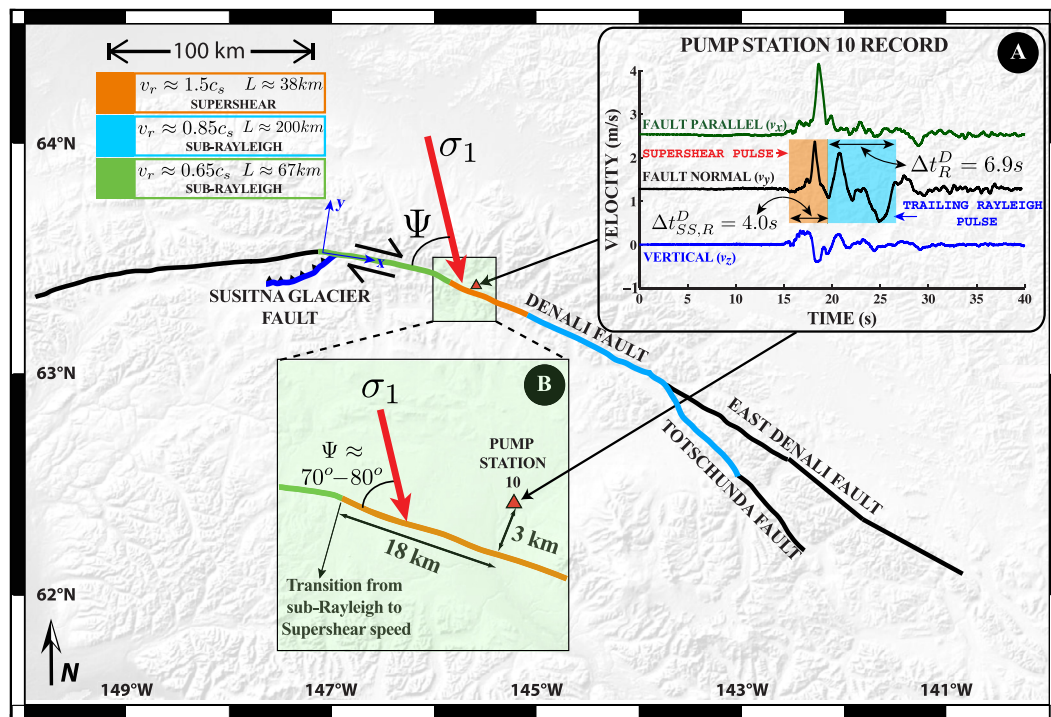 100 km
v_r ≈ 1.5c_s L ≈ 38km
SUPERSHEAR
v_r ≈ 0.85c_s L ≈ 200km
SUB-RAYLEIGH
v_r ≈ 0.65c_s L ≈ 67km
SUB-RAYLEIGH
64°N
63°N
62°N
149°W
147°W
145°W
143°W
141°W
N
σ₁
Ψ
y
x
SUSITNA GLACIER
FAULT
DENALI FAULT
EAST DENALI FAULT
TOTSCHUNDA FAULT
PUMP STATION 10 RECORD
A
VELOCITY (m/s)
4
2
0
−1
FAULT PARALLEL (v_x)
SUPERSHEAR PULSE
FAULT NORMAL (v_y)
Δt^D_{SS,R} = 4.0s
Δt^D_R = 6.9s
TRAILING RAYLEIGH
PULSE
VERTICAL (v_z)
0 5 10 15 20 25 30 35 40
TIME (s)
B
σ₁
Ψ ≈
70°−80°
PUMP
STATION
10
3 km
18 km
Transition from
sub-Rayleigh to
Supershear speed